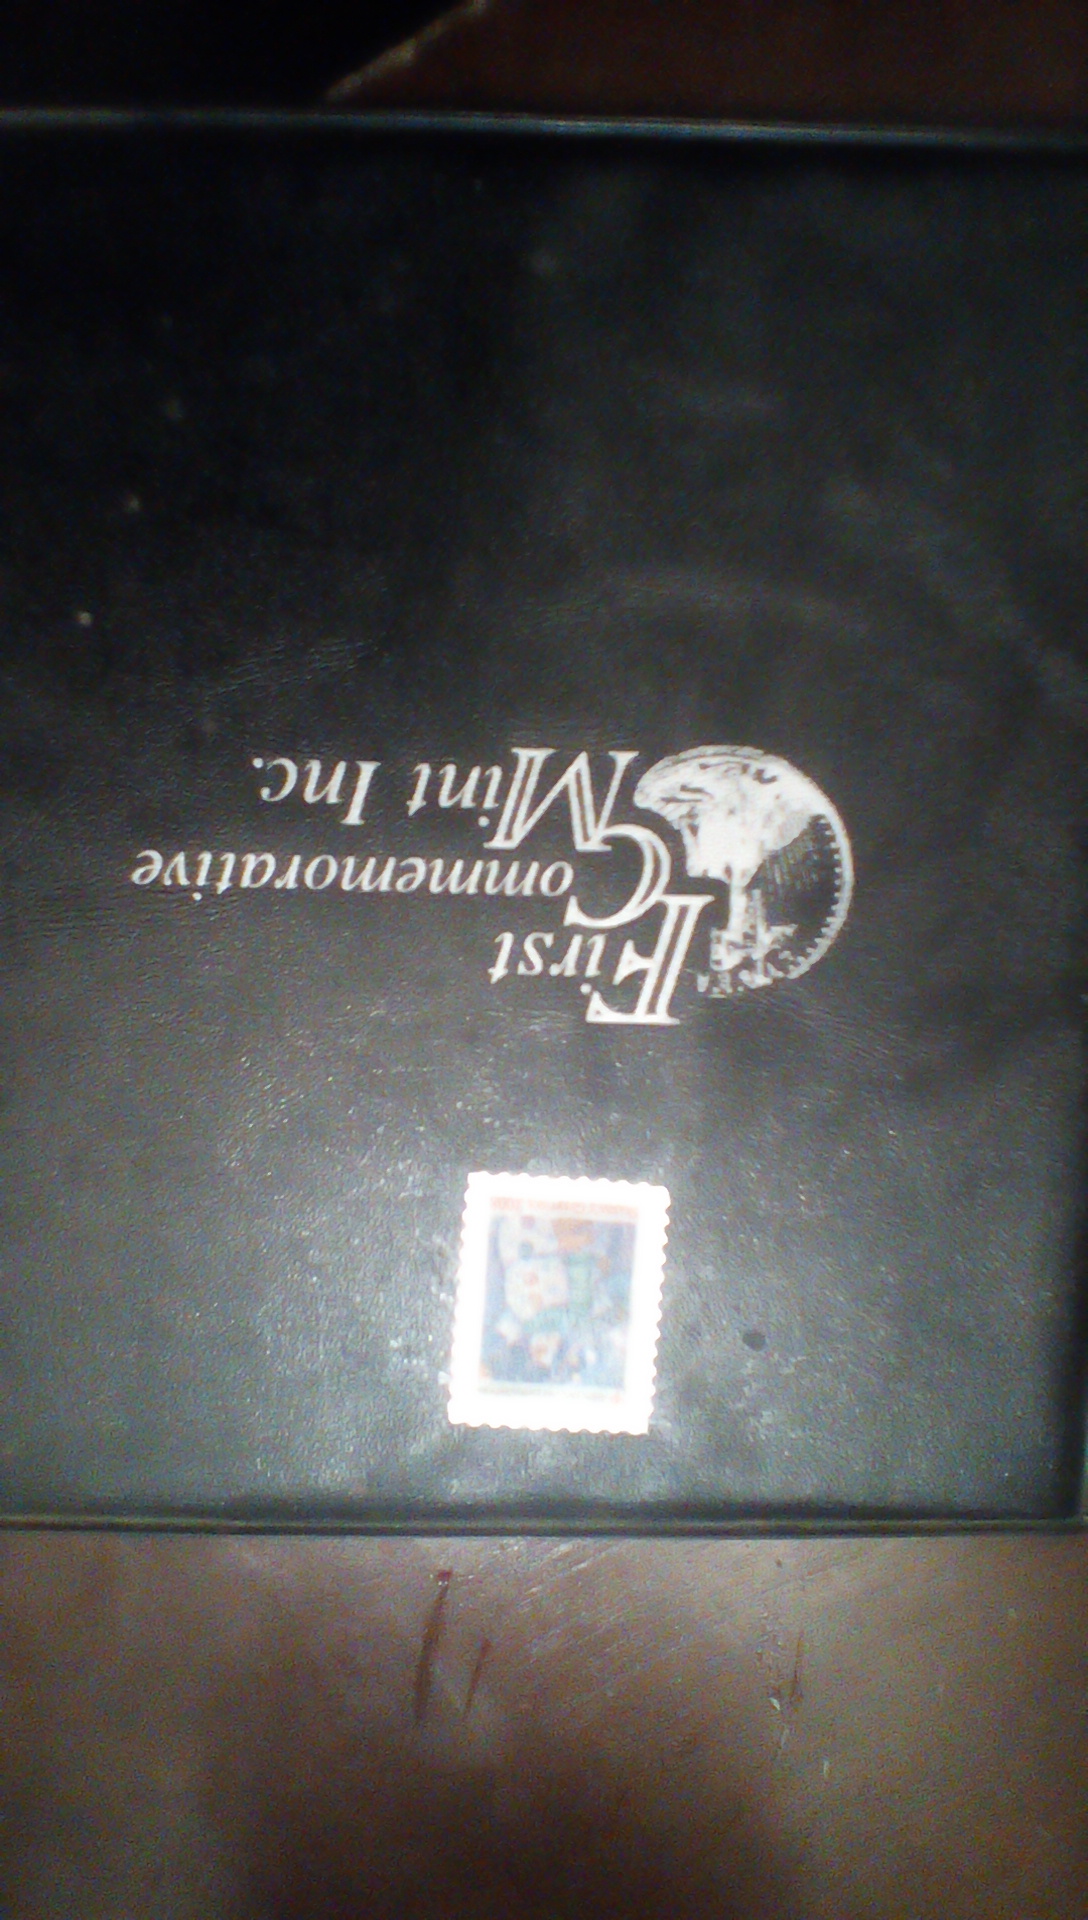 First
Commemorative
Mint Inc.